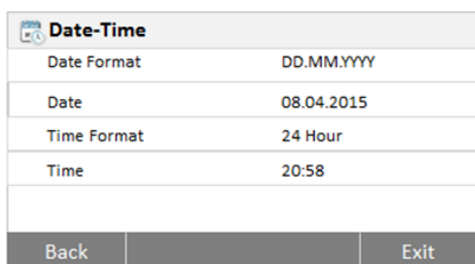 Date-Time
Date Format DD.MM.YYYY
Date 08.04.2015
Time Format 24 Hour
Time 20:58
Back Exit